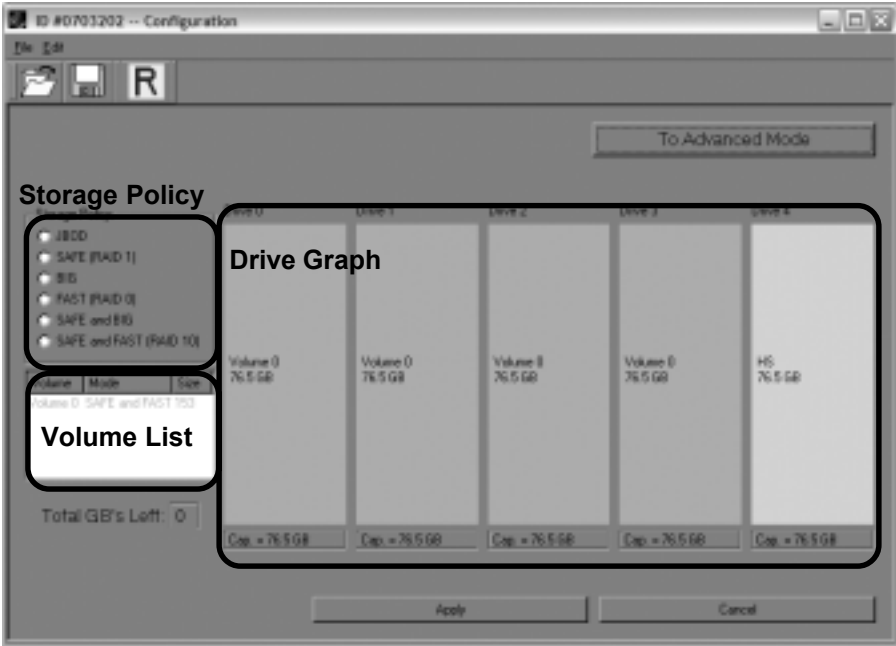 ID #0703202 -- Configuration
File Edit
R
To Advanced Mode
Storage Policy
Storage Policy
JBOD
SAFE (RAID 1)
BIG
FAST (RAID 0)
SAFE and BIG
SAFE and FAST (RAID 10)
Volume Mode Size
Volume 0 SAFE and FAST 153
Volume List
Total GB's Left: 0
Drive 0 Drive 1 Drive 2 Drive 3 Drive 4
Drive Graph
Volume 0 Volume 0 Volume 0 Volume 0 HS
76.5 GB 76.5 GB 76.5 GB 76.5 GB 76.5 GB
Cap. = 76.5 GB Cap. = 76.5 GB Cap. = 76.5 GB Cap. = 76.5 GB Cap. = 76.5 GB
Apply Cancel